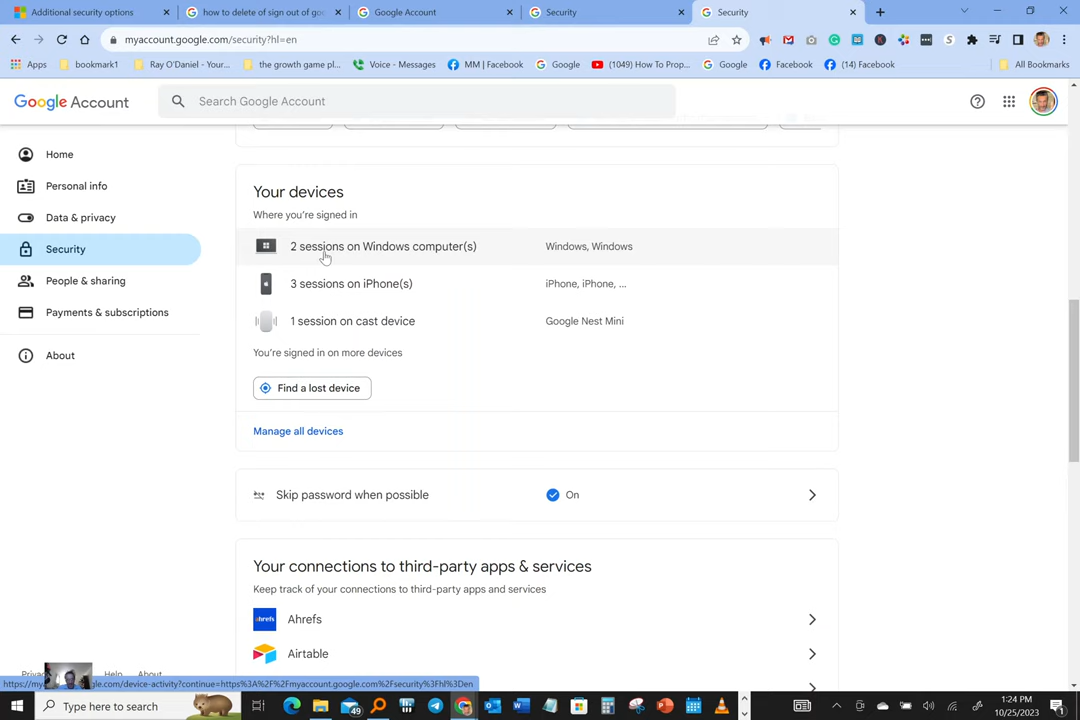 Additional security options
how to delete of sign out of go
Google Account
Security
Security
myaccount.google.com/security?hl=en
Apps
bookmark1
Ray O'Daniel - Your...
the growth game pl...
Voice - Messages
MM | Facebook
Google
(1049) How To Prop...
Google
Facebook
(14) Facebook
All Bookmarks
Google Account
Search Google Account
Home
Personal info
Data & privacy
Security
People & sharing
Payments & subscriptions
About
Your devices
Where you're signed in
2 sessions on Windows computer(s)
Windows, Windows
3 sessions on iPhone(s)
iPhone, iPhone, ...
1 session on cast device
Google Nest Mini
You're signed in on more devices
Find a lost device
Manage all devices
Skip password when possible
On
Your connections to third-party apps & services
Keep track of your connections to third-party apps and services
ahrefs
Ahrefs
Airtable
Help
About
Type here to search
49
1:24 PM
10/25/2023